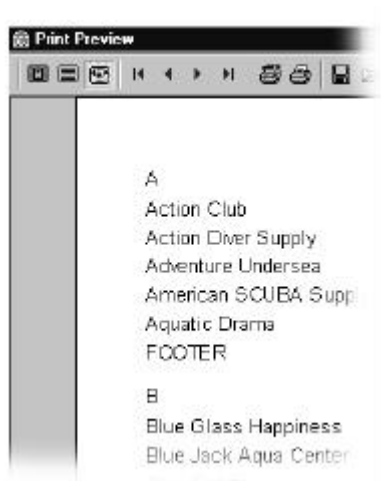 Print Preview
A
Action Club
Action Diver Supply
Adventure Undersea
American SCUBA Supp
Aquatic Drama
FOOTER
B
Blue Glass Happiness
Blue Jack Aqua Center